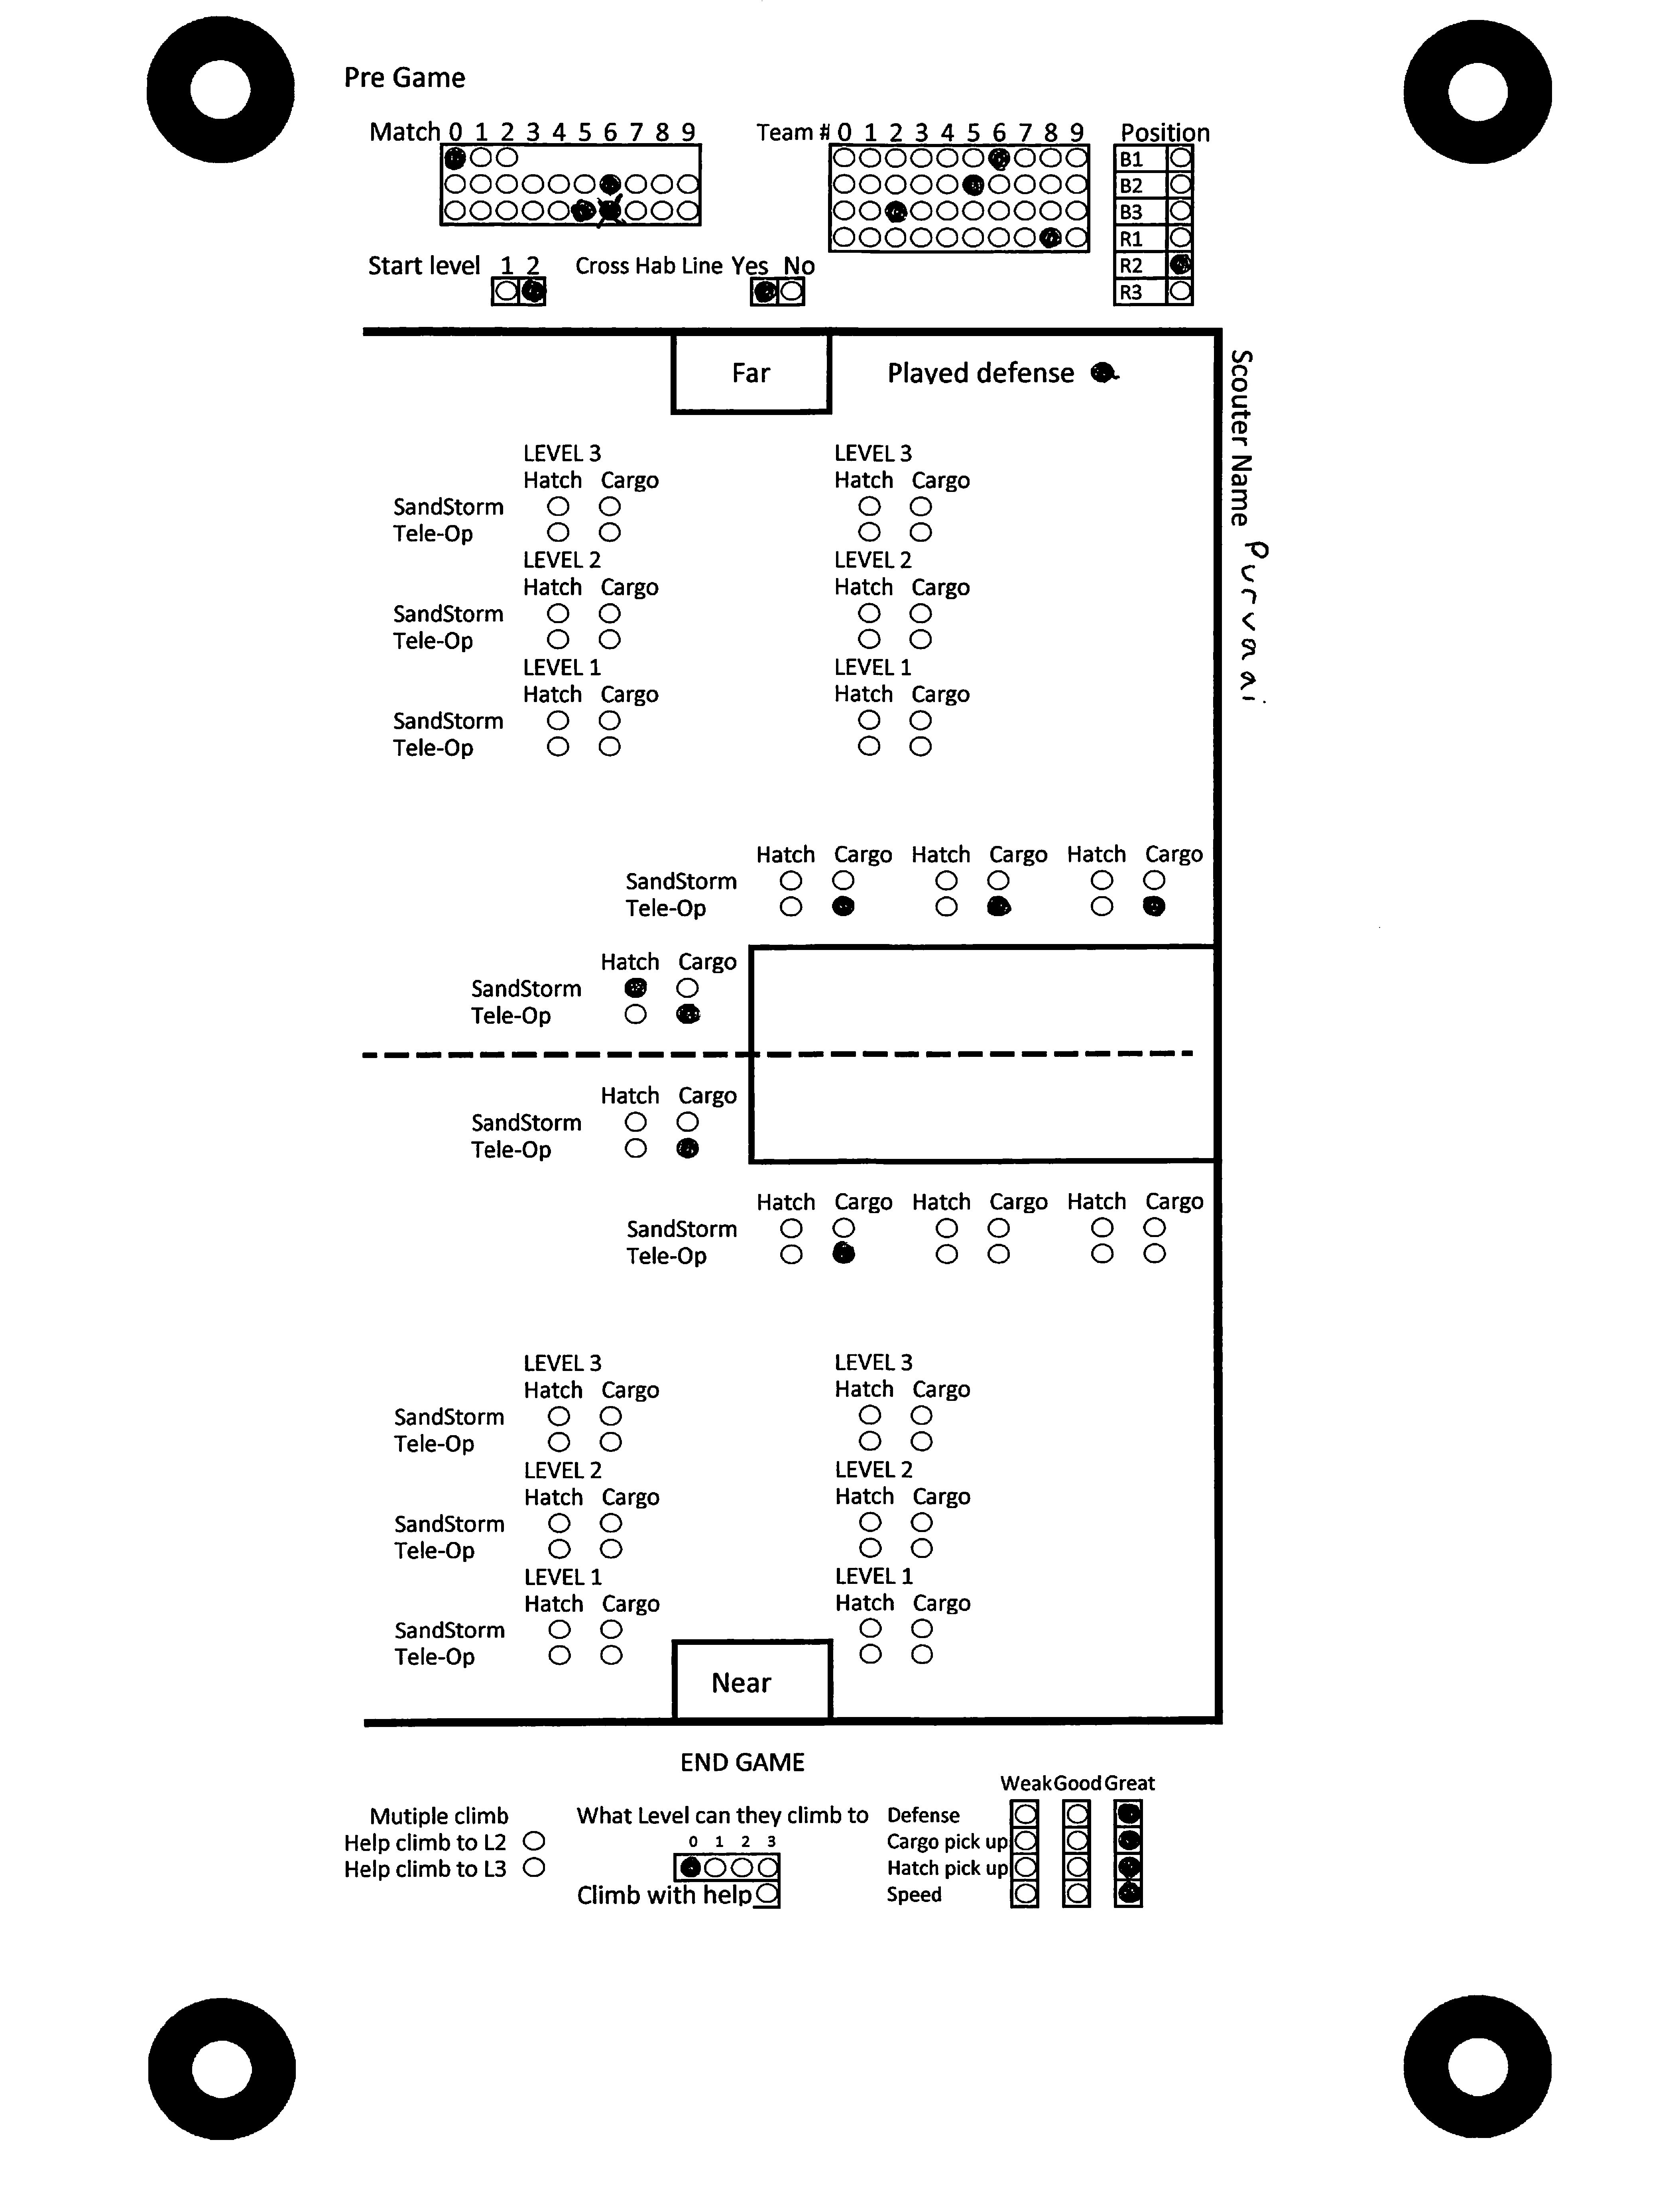 Pre Game
Match 0 1 2 3 4 5 6 7 8 9
Team # 0 1 2 3 4 5 6 7 8 9
Position
B1
B2
B3
R1
R2
R3
Start level 1 2
Cross Hab Line Yes No
Far
Played defense
Scouter Name Purvaai
LEVEL 3 LEVEL 3
Hatch Cargo Hatch Cargo
SandStorm
Tele-Op
LEVEL 2 LEVEL 2
Hatch Cargo Hatch Cargo
SandStorm
Tele-Op
LEVEL 1 LEVEL 1
Hatch Cargo Hatch Cargo
SandStorm
Tele-Op
Hatch Cargo Hatch Cargo Hatch Cargo
SandStorm
Tele-Op
Hatch Cargo
SandStorm
Tele-Op
Hatch Cargo
SandStorm
Tele-Op
Hatch Cargo Hatch Cargo Hatch Cargo
SandStorm
Tele-Op
LEVEL 3 LEVEL 3
Hatch Cargo Hatch Cargo
SandStorm
Tele-Op
LEVEL 2 LEVEL 2
Hatch Cargo Hatch Cargo
SandStorm
Tele-Op
LEVEL 1 LEVEL 1
Hatch Cargo Hatch Cargo
SandStorm
Tele-Op
Near
END GAME
Mutiple climb
Help climb to L2
Help climb to L3
What Level can they climb to
0 1 2 3
Climb with help
Weak Good Great
Defense
Cargo pick up
Hatch pick up
Speed